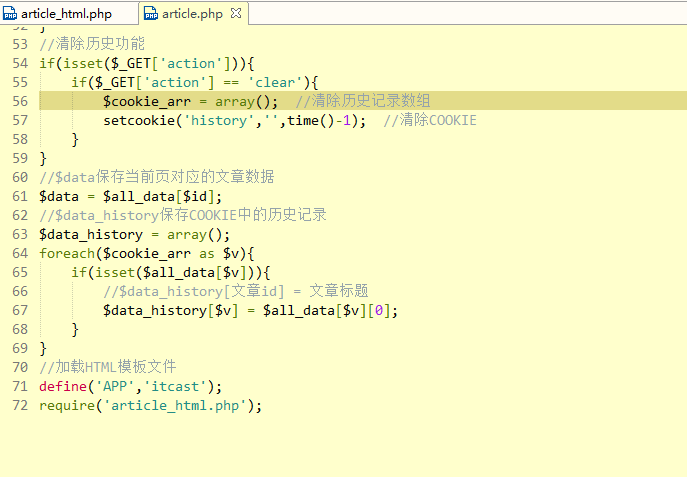 article_html.php
article.php
53 //清除历史功能
54 if(isset($_GET['action'])){
55 if($_GET['action'] == 'clear'){
56 $cookie_arr = array(); //清除历史记录数组
57 setcookie('history','',time()-1); //清除COOKIE
58 }
59 }
60 //$data保存当前页对应的文章数据
61 $data = $all_data[$id];
62 //$data_history保存COOKIE中的历史记录
63 $data_history = array();
64 foreach($cookie_arr as $v){
65 if(isset($all_data[$v])){
66 //$data_history[文章id] = 文章标题
67 $data_history[$v] = $all_data[$v][0];
68 }
69 }
70 //加载HTML模板文件
71 define('APP','itcast');
72 require('article_html.php');